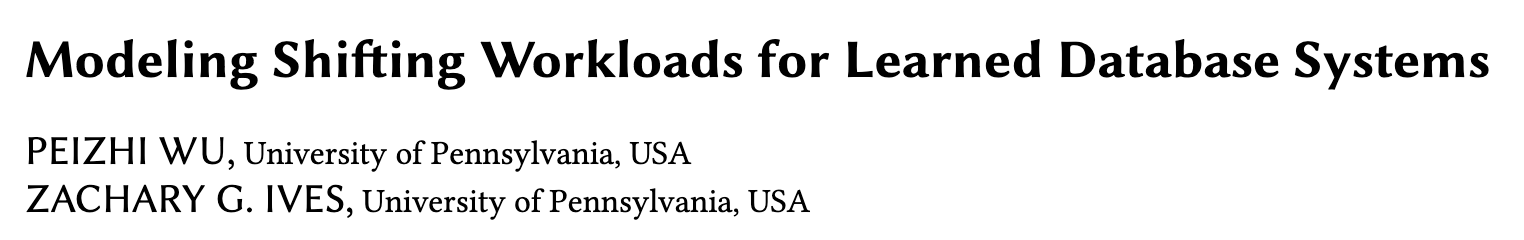 Modeling Shifting Workloads for Learned Database Systems
PEIZHI WU, University of Pennsylvania, USA
ZACHARY G. IVES, University of Pennsylvania, USA